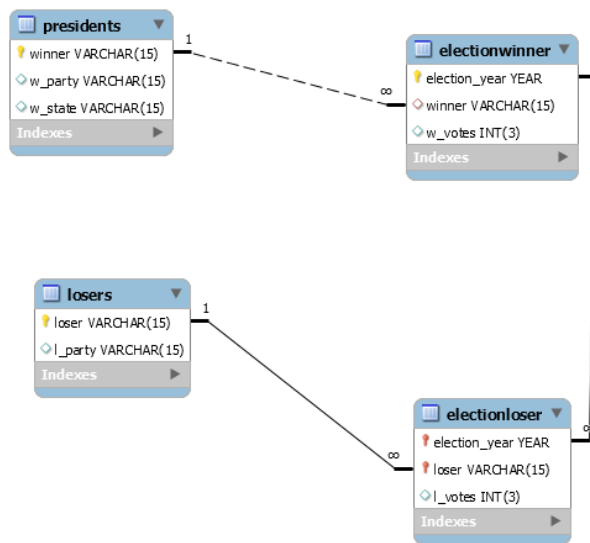 presidents
winner VARCHAR(15)
w_party VARCHAR(15)
w_state VARCHAR(15)
Indexes
1
∞
electionwinner
election_year YEAR
winner VARCHAR(15)
w_votes INT(3)
Indexes
losers
loser VARCHAR(15)
l_party VARCHAR(15)
Indexes
1
∞
electionloser
election_year YEAR
loser VARCHAR(15)
l_votes INT(3)
Indexes